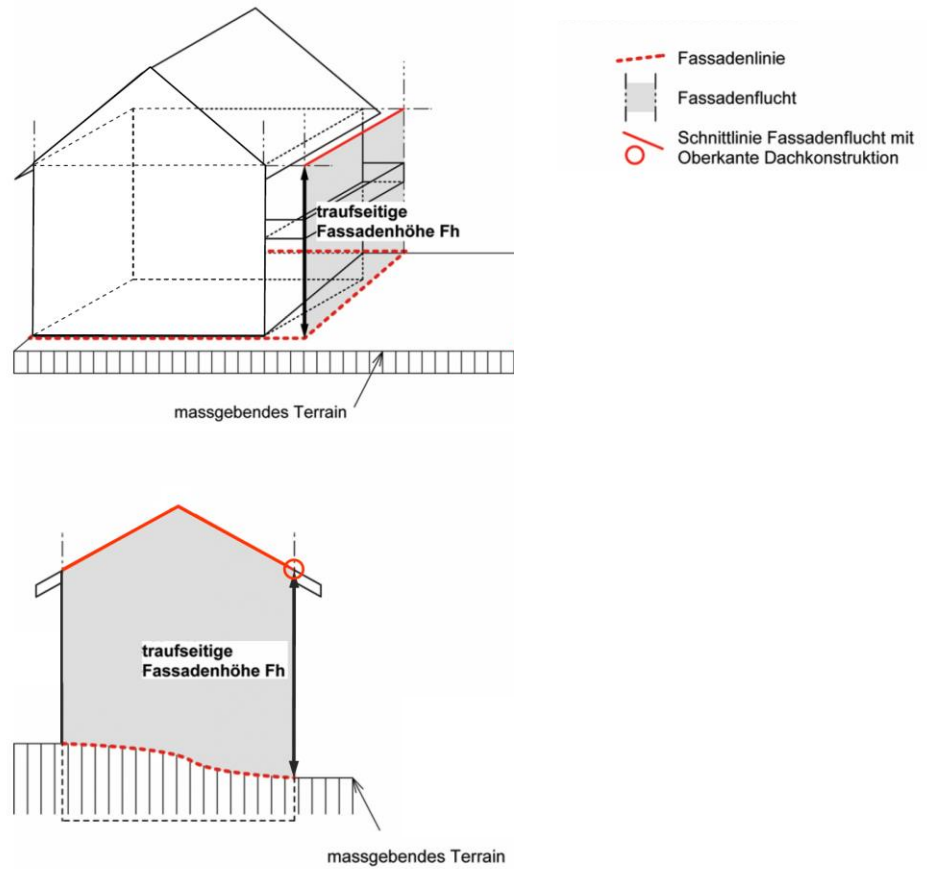 Fassadenlinie
Fassadenflucht
Schnittlinie Fassadenflucht mit
Oberkante Dachkonstruktion
traufseitige
Fassadenhöhe Fh
massgebendes Terrain
traufseitige
Fassadenhöhe Fh
massgebendes Terrain